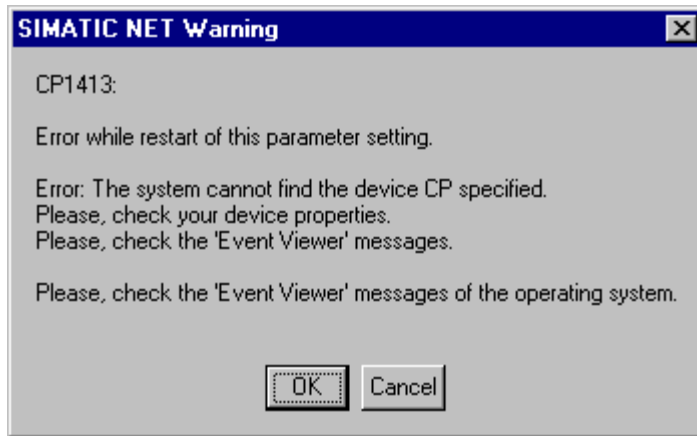 SIMATIC NET Warning
CP1413:
Error while restart of this parameter setting.
Error: The system cannot find the device CP specified.
Please, check your device properties.
Please, check the 'Event Viewer' messages.
Please, check the 'Event Viewer' messages of the operating system.
OK Cancel